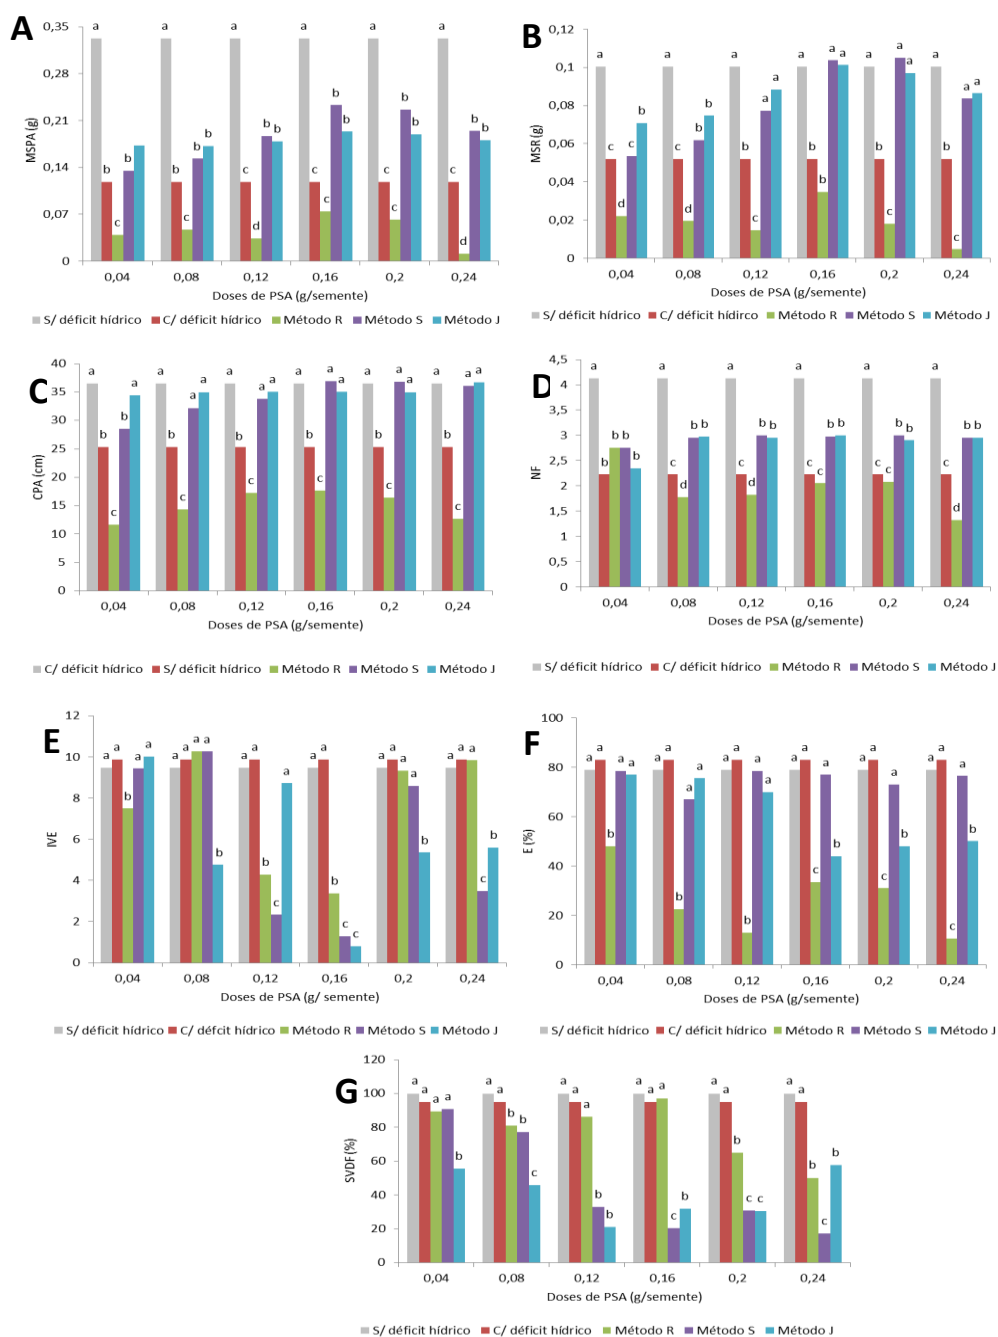 A
MSPA (g)
0,35
0,28
0,21
0,14
0,07
0
a a a a a a
b b c b c b b b b c b b c d b b c c b b c c b b c d b b
0,04 0,08 0,12 0,16 0,2 0,24
Doses de PSA (g/semente)
S/ déficit hídrico C/ déficit hídrico Método R Método S Método J
B
MSR (g)
0,12
0,1
0,08
0,06
0,04
0,02
0
a c d c b a c d b b a b c a a a b b a a a b c a a a b c a a
0,04 0,08 0,12 0,16 0,2 0,24
Doses de PSA (g/semente)
S/ déficit hídrico C/ déficit hídirco Método R Método S Método J
C
CPA (cm)
40
35
30
25
20
15
10
5
0
a b c b a a b c a a a b c a a a b c a a a b c a a a b c a a
0,04 0,08 0,12 0,16 0,2 0,24
Doses de PSA (g/semente)
C/ déficit hídrico S/ déficit hídrico Método R Método S Método J
D
NF
4,5
4
3,5
3
2,5
2
1,5
1
0,5
0
a b b b b a c d b b a c d b b a c c b b a c c b b a c d b b
0,04 0,08 0,12 0,16 0,2 0,24
Doses de PSA (g/semente)
S/ déficit hídrico C/ déficit hídrico Método R Método S Método J
E
IVE
12
10
8
6
4
2
0
a a b a a a a a a b a a b c a a a b c c a a a a b a a a c b
0,04 0,08 0,12 0,16 0,2 0,24
Doses de PSA (g/ semente)
S/ déficit hídrico C/ défcit hídrico Método R Método S Método J
F
E (%)
100
80
60
40
20
0
a a b a a a a b a a a a b a a a a c a b a a c a b a a c a b
0,04 0,08 0,12 0,16 0,2 0,24
Doses de PSA (g/semente)
S/ déficit hídrico C/ déficit hídrico Método R Método S Método J
G
SVDF (%)
120
100
80
60
40
20
0
a a a a b a a b b c a a a b b a a a c b a a b c c a a b c b
0,04 0,08 0,12 0,16 0,2 0,24
Doses de PSA (g/semente)
S/ déficit hídrico C/ déficit hídrico Método R Método S Método J